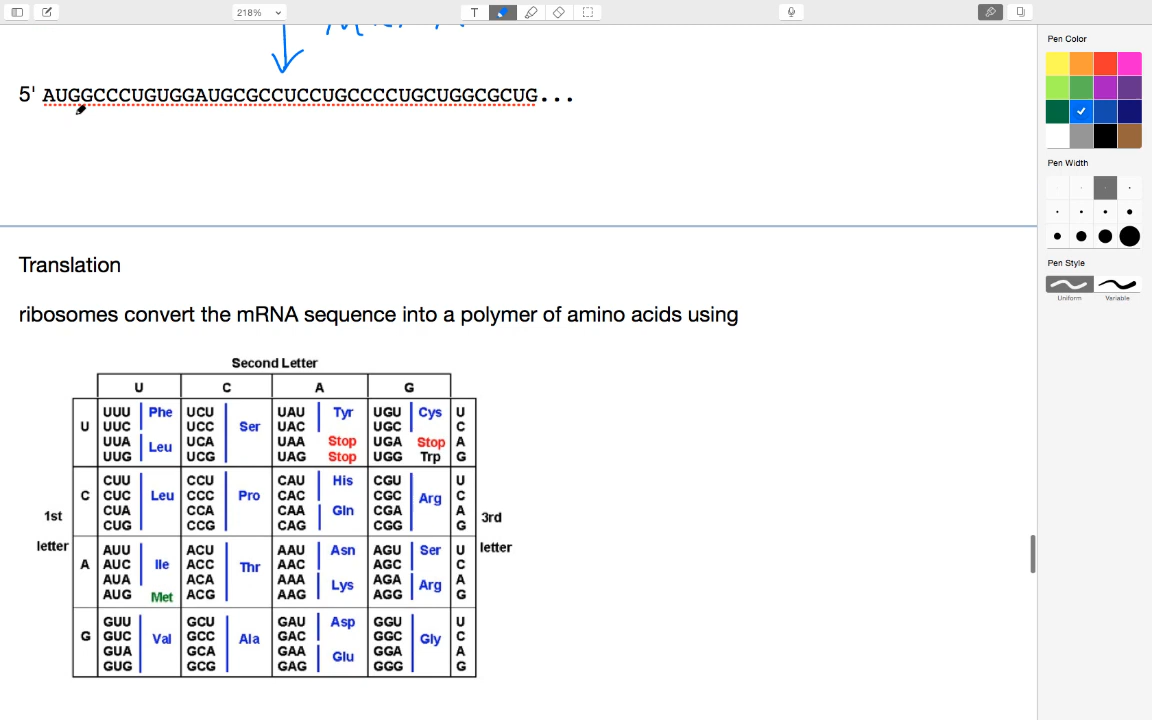 218%
T
Pen Color
5' AUGGCCCUGUGGAUGCGCCUCCUGCCCCUGCUGGCGCUG...
Pen Width
Pen Style
Uniform Variable
Translation
ribosomes convert the mRNA sequence into a polymer of amino acids using
Second Letter
U C A G
UUU Phe UCU UAU Tyr UGU Cys U
UUC UCC UAC UGC C
U Ser
UUA Leu UCA UAA Stop UGA Stop A
UUG UCG UAG Stop UGG Trp G
CUU CCU CAU His CGU U
C CUC Leu CCC Pro CAC CGC Arg C
CUA CCA CAA Gln CGA A
CUG CCG CAG CGG G
1st 3rd
letter letter
AUU ACU AAU Asn AGU Ser U
A AUC Ile ACC Thr AAC AGC C
AUA ACA AAA Lys AGA Arg A
AUG Met ACG AAG AGG G
GUU GCU GAU Asp GGU U
G GUC Val GCC Ala GAC GGC Gly C
GUA GCA GAA Glu GGA A
GUG GCG GAG GGG G